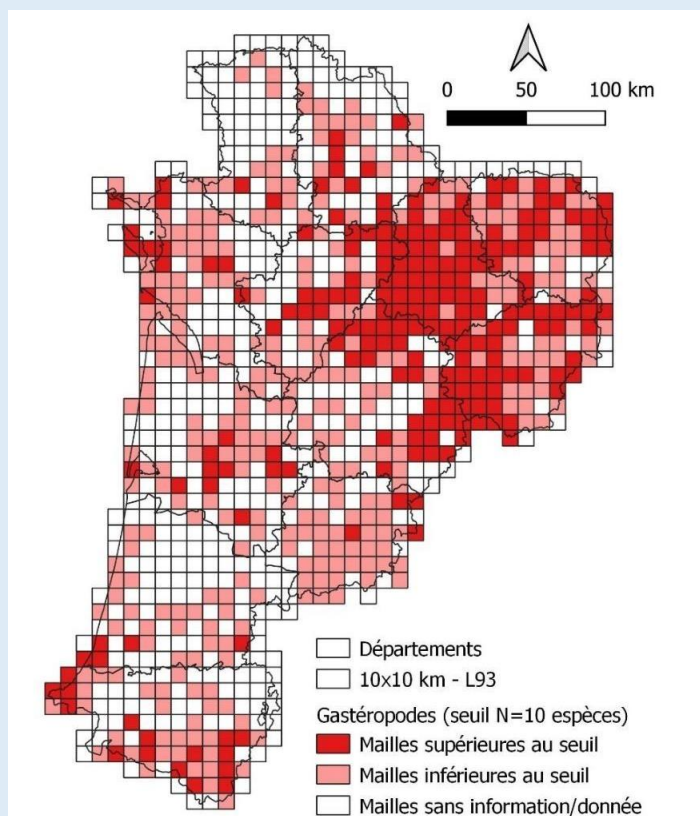 0 50 100 km
Départements
10x10 km - L93
Gastéropodes (seuil N=10 espèces)
Mailles supérieures au seuil
Mailles inférieures au seuil
Mailles sans information/donnée